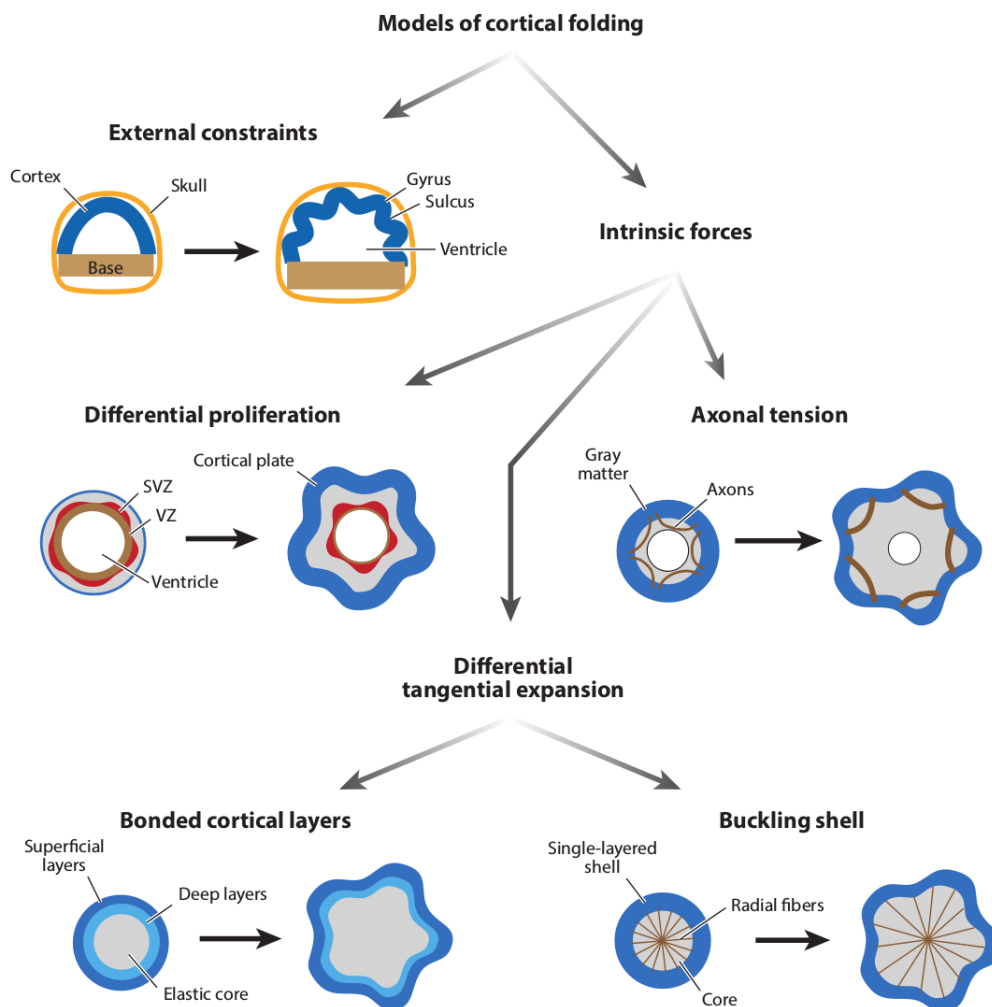 Models of cortical folding
External constraints
Cortex
Skull
Base
Gyrus
Sulcus
Ventricle
Intrinsic forces
Differential proliferation
SVZ
VZ
Ventricle
Cortical plate
Axonal tension
Gray
matter
Axons
Differential
tangential expansion
Bonded cortical layers
Superficial
layers
Deep layers
Elastic core
Buckling shell
Single-layered
shell
Radial fibers
Core